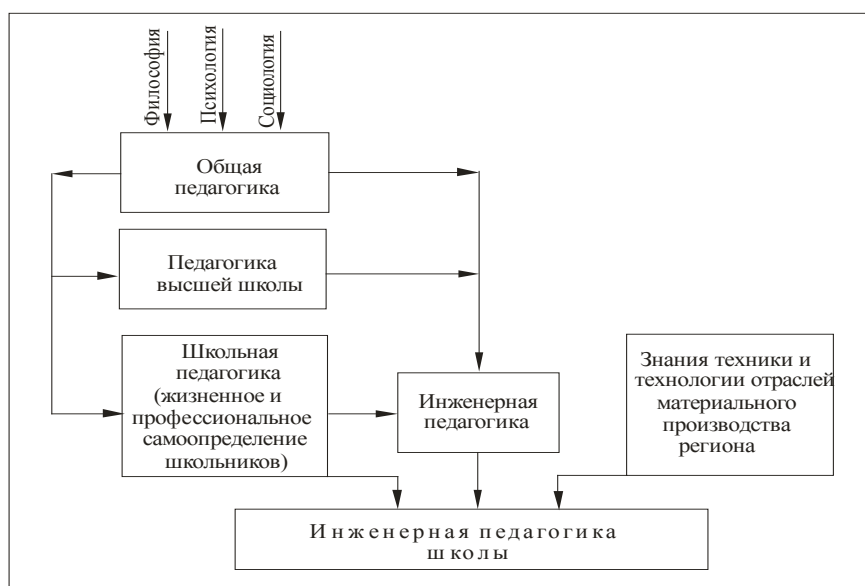 Философия
Психология
Социология
Общая
педагогика
Педагогика
высшей школы
Школьная
педагогика
(жизненное и
профессиональное
самоопределение
школьников)
Инженерная
педагогика
Знания техники и
технологии отраслей
материального
производства
региона
Инженерная педагогика
школы